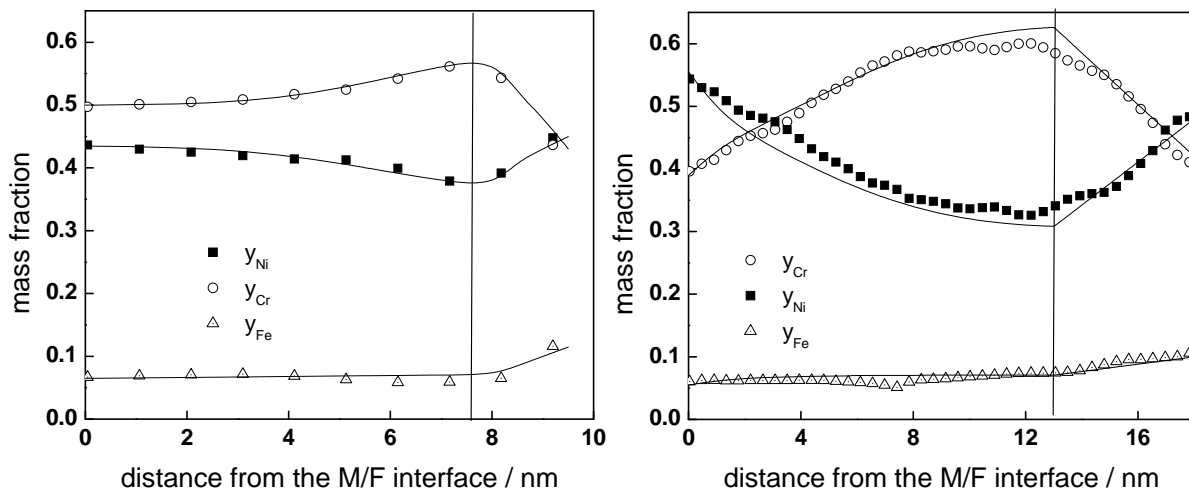 0.6
0.5
0.4
0.3
0.2
0.1
0.0
mass fraction
y_Ni
y_Cr
y_Fe
0 2 4 6 8 10
distance from the M/F interface / nm
0.6
0.5
0.4
0.3
0.2
0.1
0.0
mass fraction
y_Cr
y_Ni
y_Fe
0 4 8 12 16
distance from the M/F interface / nm